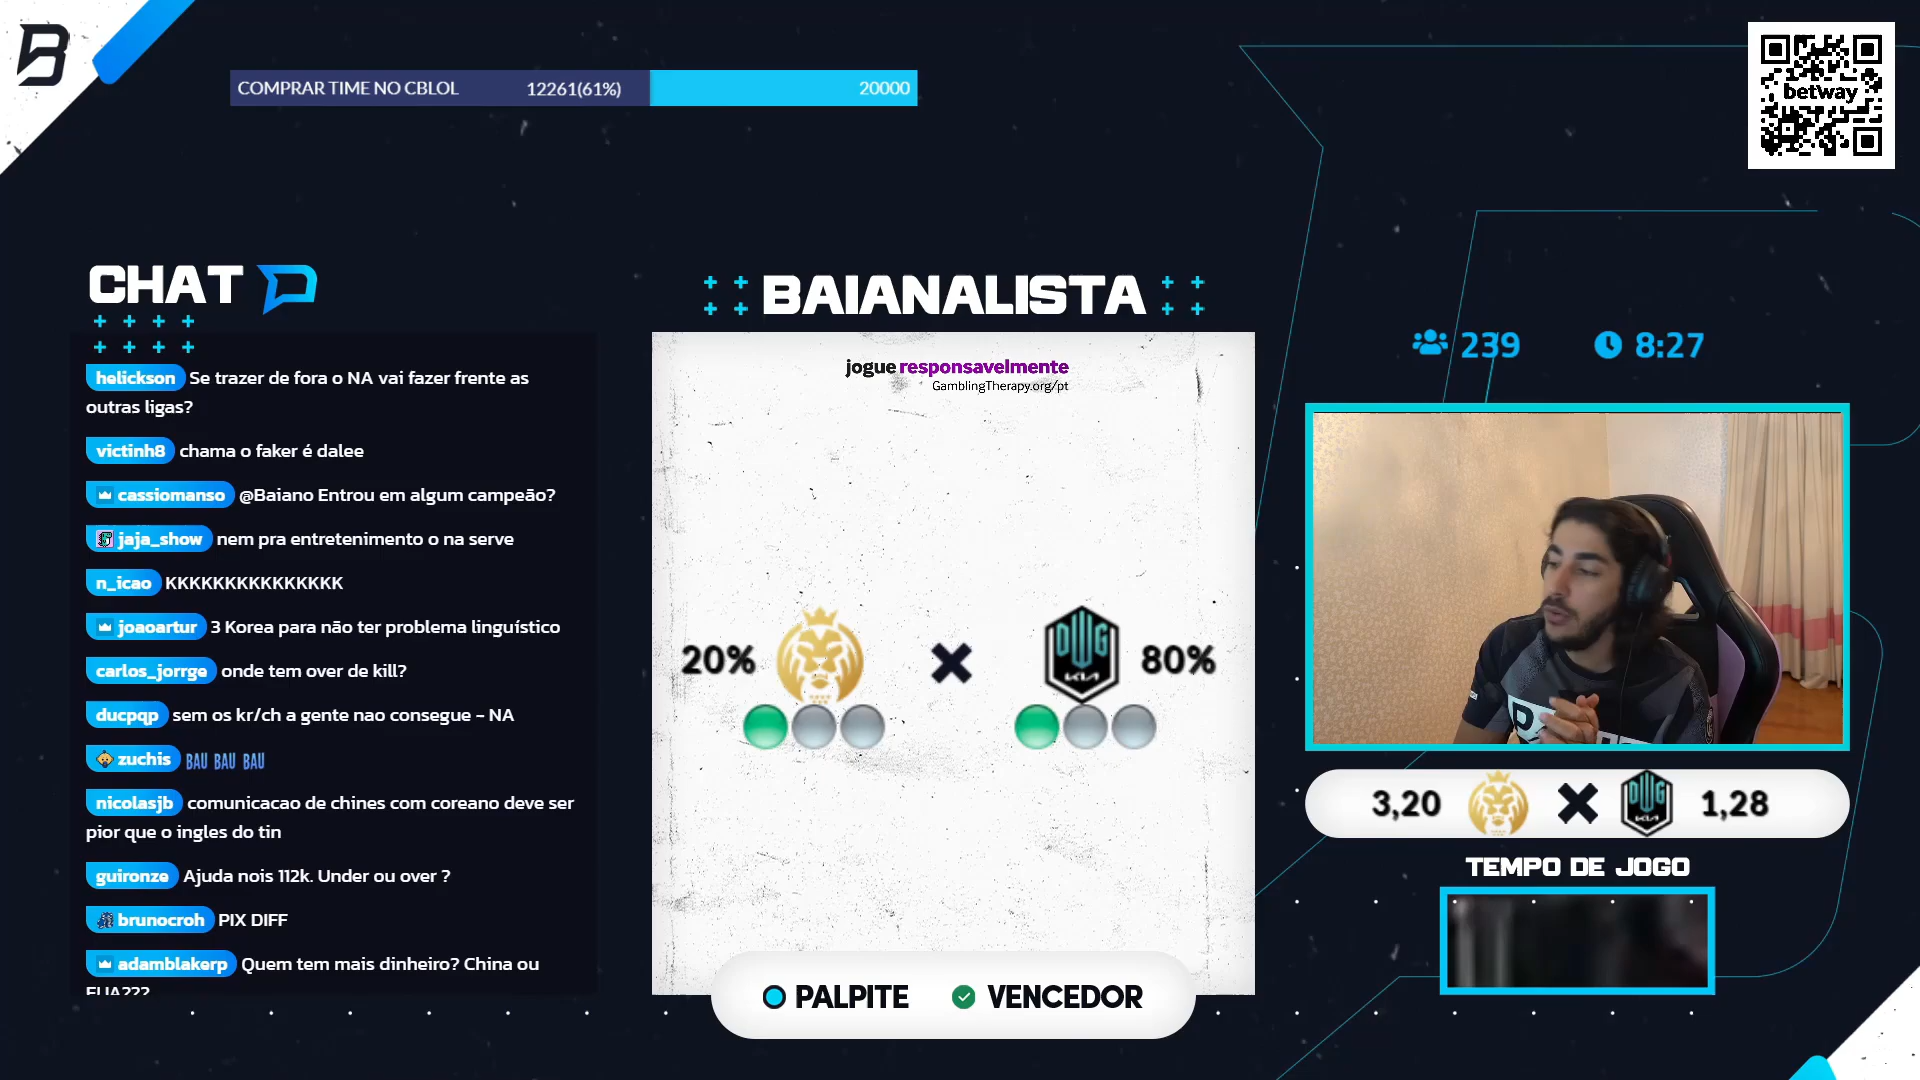 COMPRAR TIME NO CBLOL 12261(61%) 20000
betway
CHAT
helickson Se trazer de fora o NA vai fazer frente as
outras ligas?
victinh8 chama o faker é dalee
cassiomanso @Baiano Entrou em algum campeão?
jaja_show nem pra entretenimento o na serve
n_icao KKKKKKKKKKKKKKK
joaoartur 3 Korea para não ter problema linguístico
carlos_jorrge onde tem over de kill?
ducpqp sem os kr/ch a gente nao consegue - NA
zuchis BAU BAU BAU
nicolasjb comunicacao de chines com coreano deve ser
pior que o ingles do tin
guironze Ajuda nois 112k. Under ou over ?
brunocroh PIX DIFF
adamblakerp Quem tem mais dinheiro? China ou
EUA???
BAIANALISTA
jogue responsavelmente
GamblingTherapy.org/pt
20% DWG KIA 80%
PALPITE VENCEDOR
239 8:27
3,20 DWG KIA 1,28
TEMPO DE JOGO